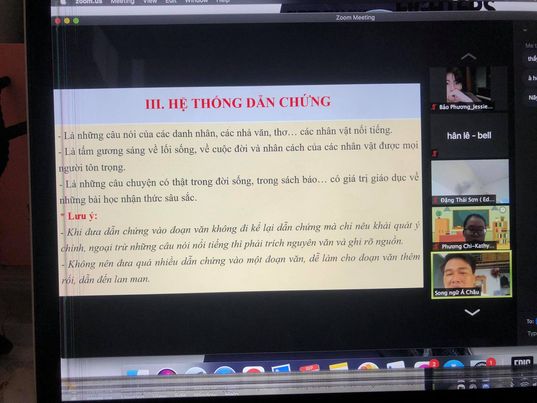 zoom.us Meeting View Edit Window Help
Zoom Meeting
III. HỆ THỐNG DẪN CHỨNG
- Là những câu nói của các danh nhân, các nhà văn, thơ… các nhân vật nổi tiếng.
- Là tấm gương sáng về lối sống, về cuộc đời và nhân cách của các nhân vật được mọi
người tôn trọng.
- Là những câu chuyện có thật trong đời sống, trong sách báo… có giá trị giáo dục về
những bài học nhận thức sâu sắc.
* Lưu ý:
- Khi đưa dẫn chứng vào đoạn văn không đi kể lại dẫn chứng mà chỉ nêu khái quát ý
chính, ngoại trừ những câu nói nổi tiếng thì phải trích nguyên văn và ghi rõ nguồn.
- Không nên đưa quá nhiều dẫn chứng vào một đoạn văn, dễ làm cho đoạn văn thêm
rối, dẫn đến lan man.
Bảo Phương_Jessie...
hân lê - bell
Đặng Thái Sơn ( Ed...
Phương Chi-Kathy...
Song ngữ Á Châu
To:
Type
EPIC